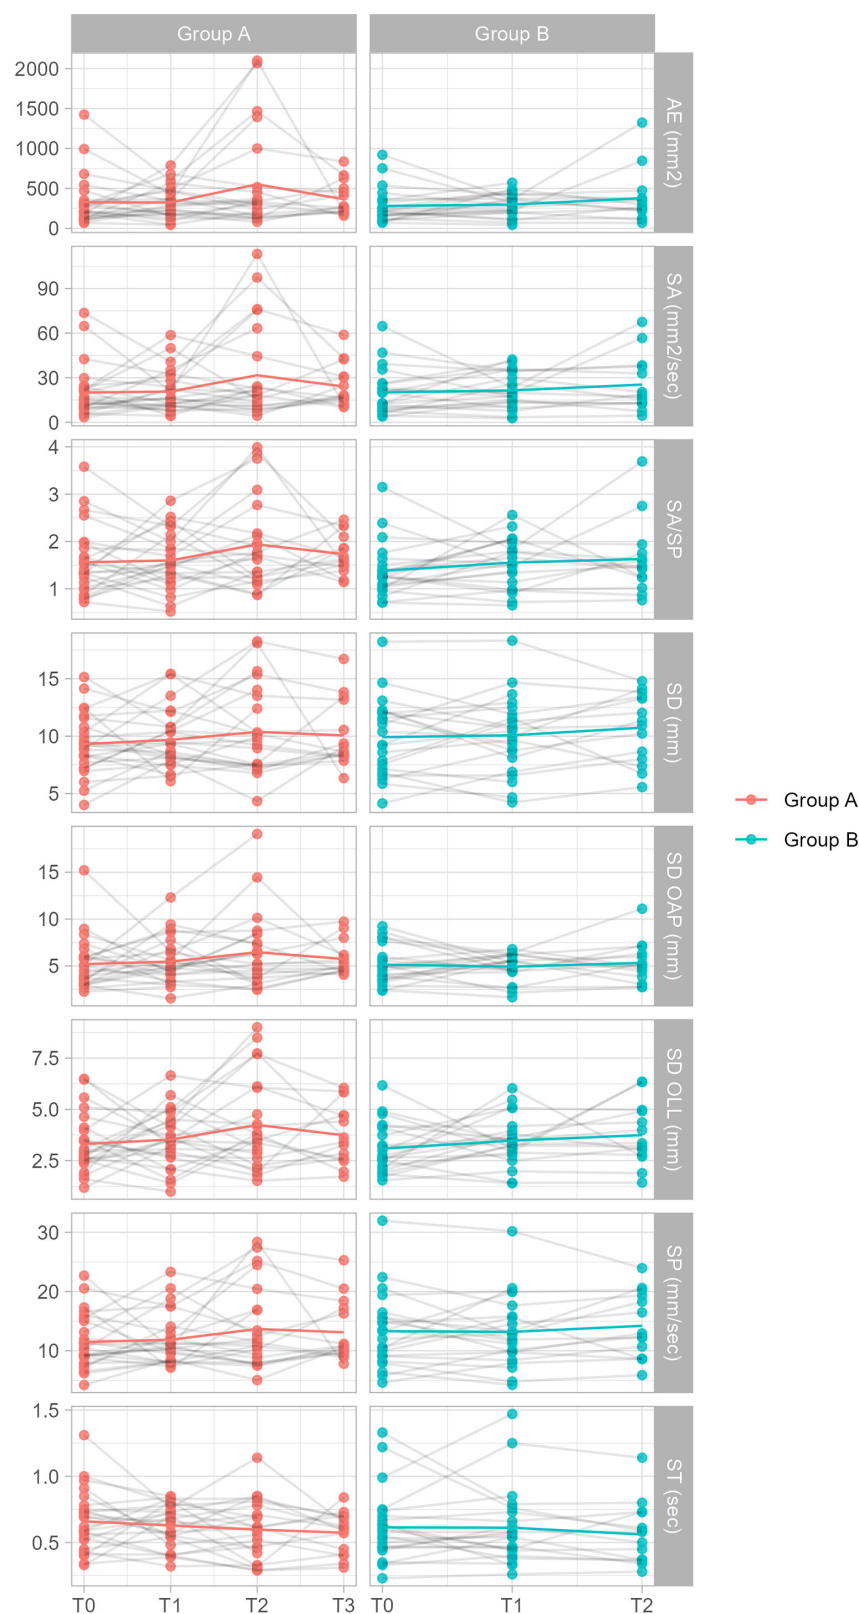 Group A
Group B
2000
1500
1000
500
0
AE (mm2)
90
60
30
0
SA (mm2/sec)
4
3
2
1
SA/SP
15
10
5
SD (mm)
Group A
Group B
15
10
5
SD OAP (mm)
7.5
5.0
2.5
SD OLL (mm)
30
20
10
SP (mm/sec)
1.5
1.0
0.5
ST (sec)
T0 T1 T2 T3 T0 T1 T2